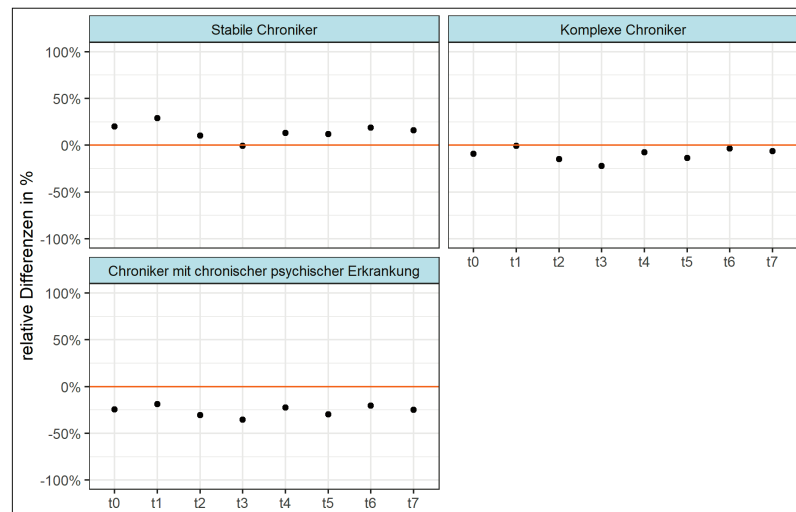 Stabile Chroniker
Komplexe Chroniker
relative Differenzen in %
100%
50%
0%
-50%
-100%
t0 t1 t2 t3 t4 t5 t6 t7
Chroniker mit chronischer psychischer Erkrankung
100%
50%
0%
-50%
-100%
t0 t1 t2 t3 t4 t5 t6 t7